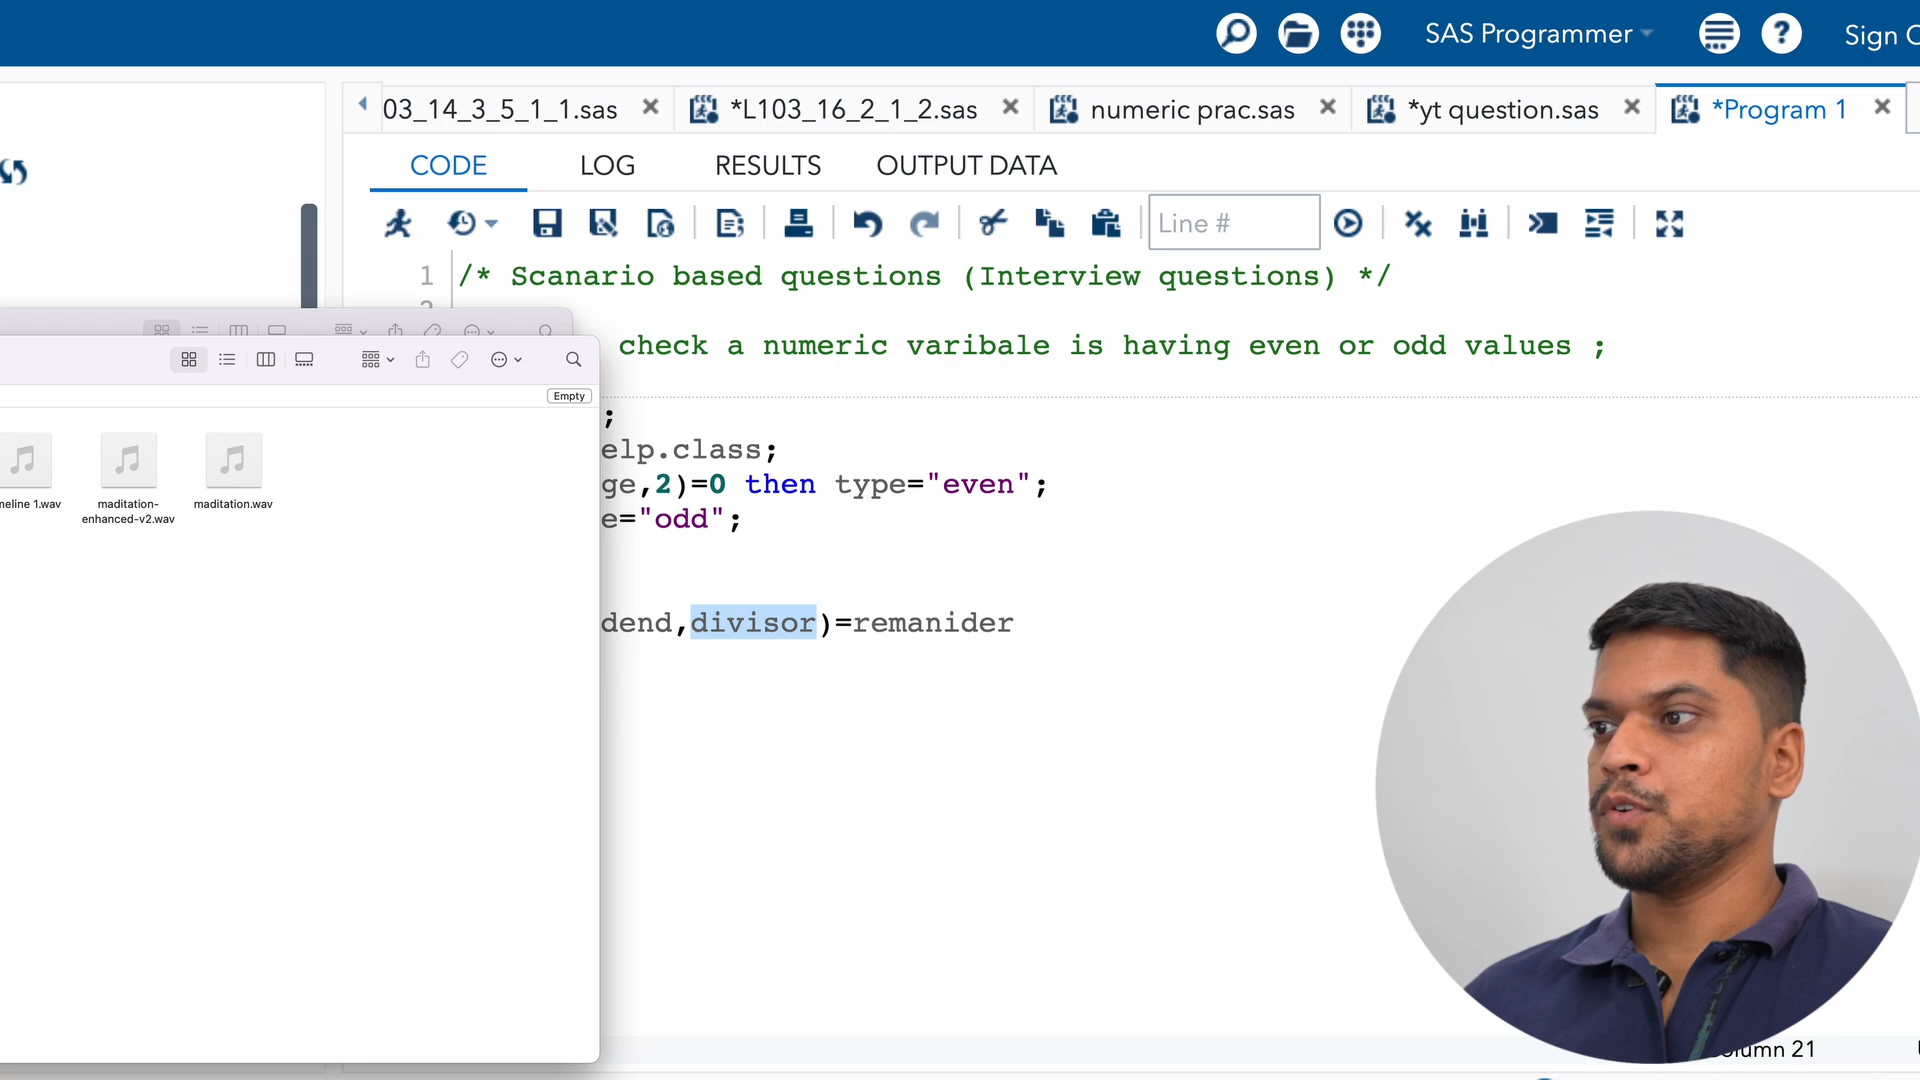 SAS Programmer
Sign
03_14_3_5_1_1.sas
*L103_16_2_1_2.sas
numeric prac.sas
*yt question.sas
*Program 1
CODE
LOG
RESULTS
OUTPUT DATA
Line #
1 /* Scanario based questions (Interview questions) */
check a numeric varibale is having even or odd values ;
;
elp.class;
ge,2)=0 then type="even";
e="odd";
dend,divisor)=remanider
Empty
meline 1.wav
maditation-
enhanced-v2.wav
maditation.wav
umn 21